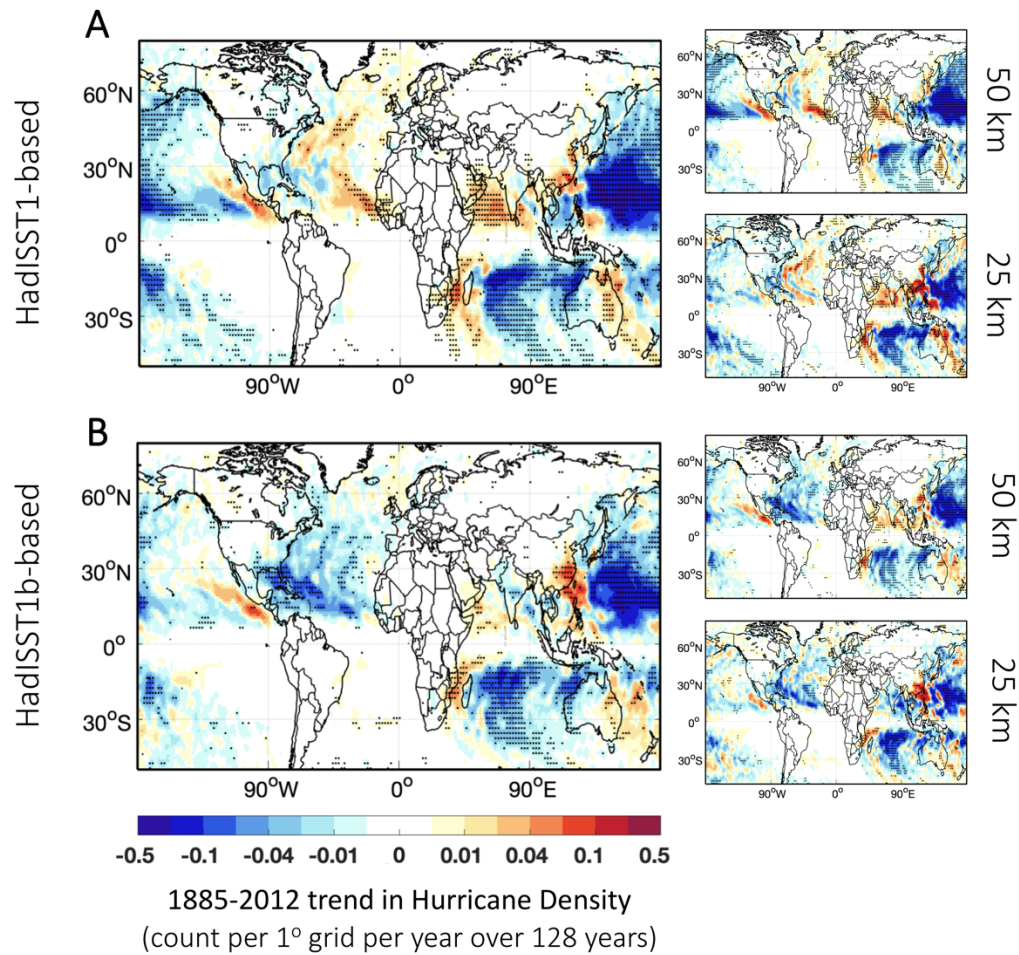 A
HadISST1-based
60°N
30°N
0°
30°S
90°W
0°
90°E
60°N
30°N
0°
30°S
50 km
60°N
30°N
0°
30°S
90°W
0°
90°E
25 km
B
HadISST1b-based
60°N
30°N
0°
30°S
90°W
0°
90°E
60°N
30°N
0°
30°S
50 km
60°N
30°N
0°
30°S
90°W
0°
90°E
25 km
-0.5 -0.1 -0.04 -0.01 0 0.01 0.04 0.1 0.5
1885-2012 trend in Hurricane Density
(count per 1° grid per year over 128 years)